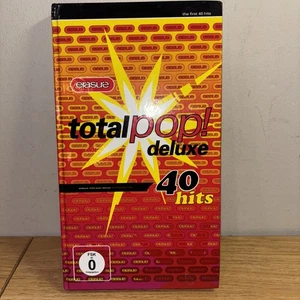 the first 40 hits
erasure
total pop!
deluxe
40
hits
FSK
0